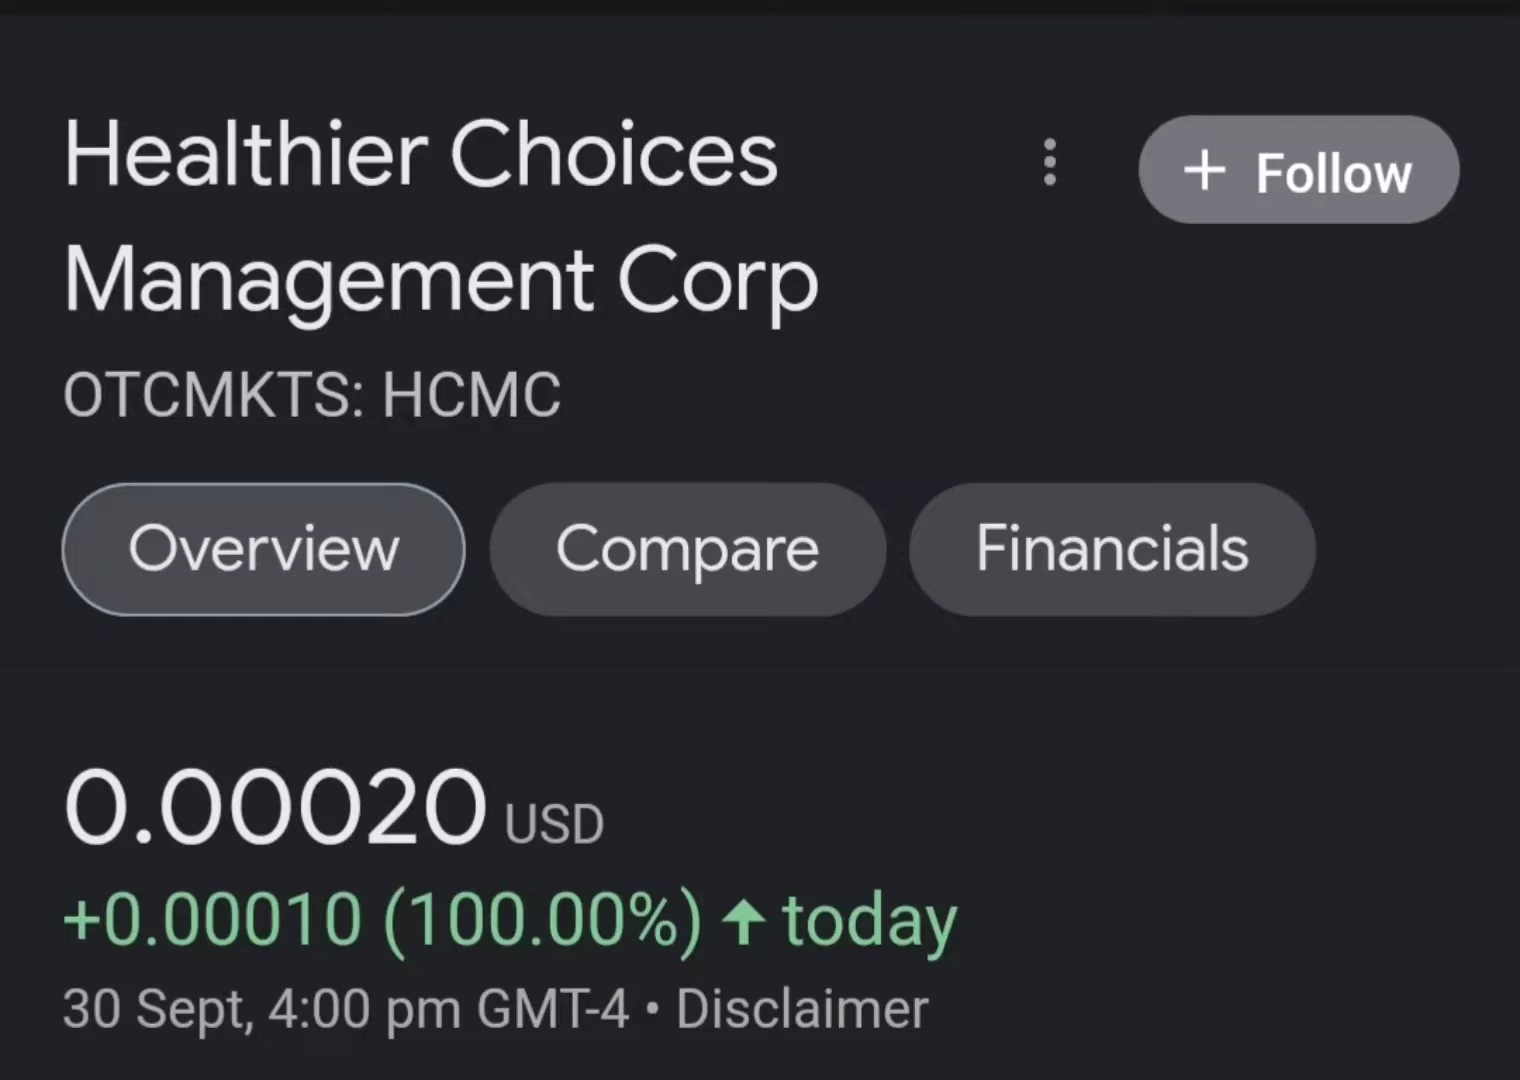 Healthier Choices
Management Corp
+ Follow
OTCMKTS: HCMC
Overview Compare Financials
0.00020 USD
+0.00010 (100.00%) ↑ today
30 Sept, 4:00 pm GMT-4 • Disclaimer